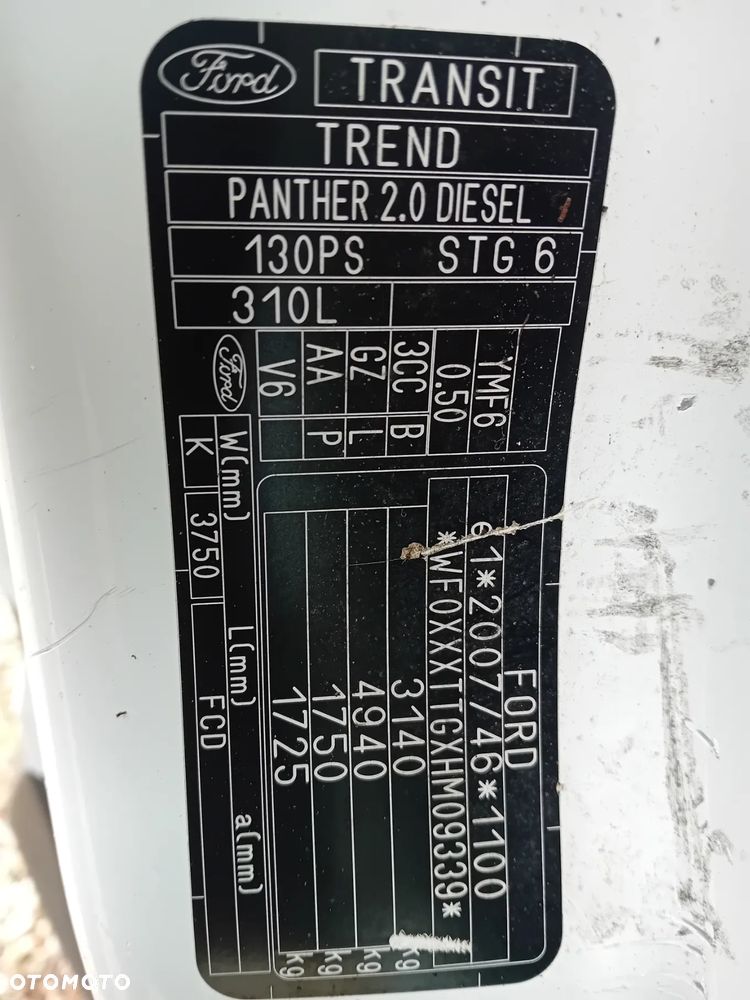 Ford
TRANSIT
TREND
PANTHER 2.0 DIESEL
130PS STG 6
310L
YMF6
0.50
3CC B
GZ L
AA P
V6
Ford
FORD
e1*2007/46*1100
*WF0XXXTTGXHM09339*
3140 kg
4940 kg
1750 kg
1725 kg
W(mm) L(mm) a(mm)
K 3750 FCD
OTOMOTO